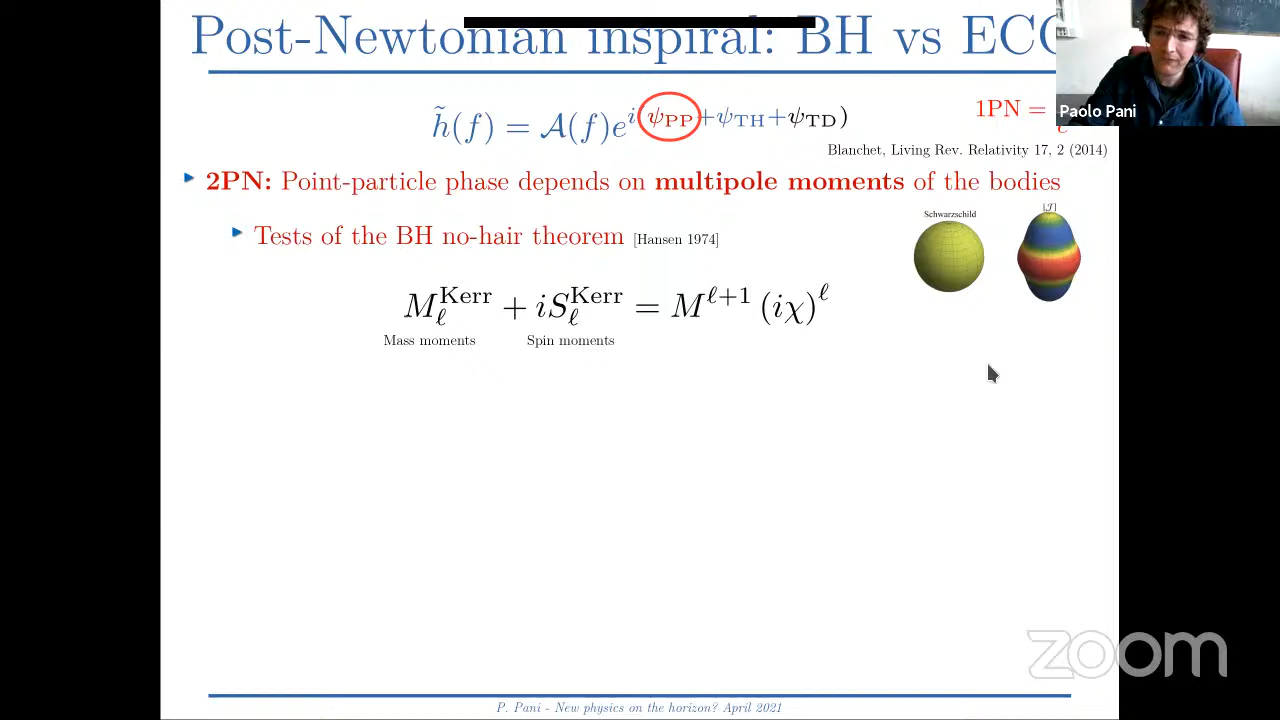 Post-Newtonian inspiral: BH vs EC
h̃(f) = 𝒜(f)e^{i(ψ_PP+ψ_TH+ψ_TD)}
1PN =
Paolo Pani
Blanchet, Living Rev. Relativity 17, 2 (2014)
2PN: Point-particle phase depends on multipole moments of the bodies
Schwarzschild
Tests of the BH no-hair theorem [Hansen 1974]
M_ℓ^Kerr + iS_ℓ^Kerr = M^{ℓ+1} (iχ)^ℓ
Mass moments Spin moments
zoom
P. Pani - New physics on the horizon? April 2021